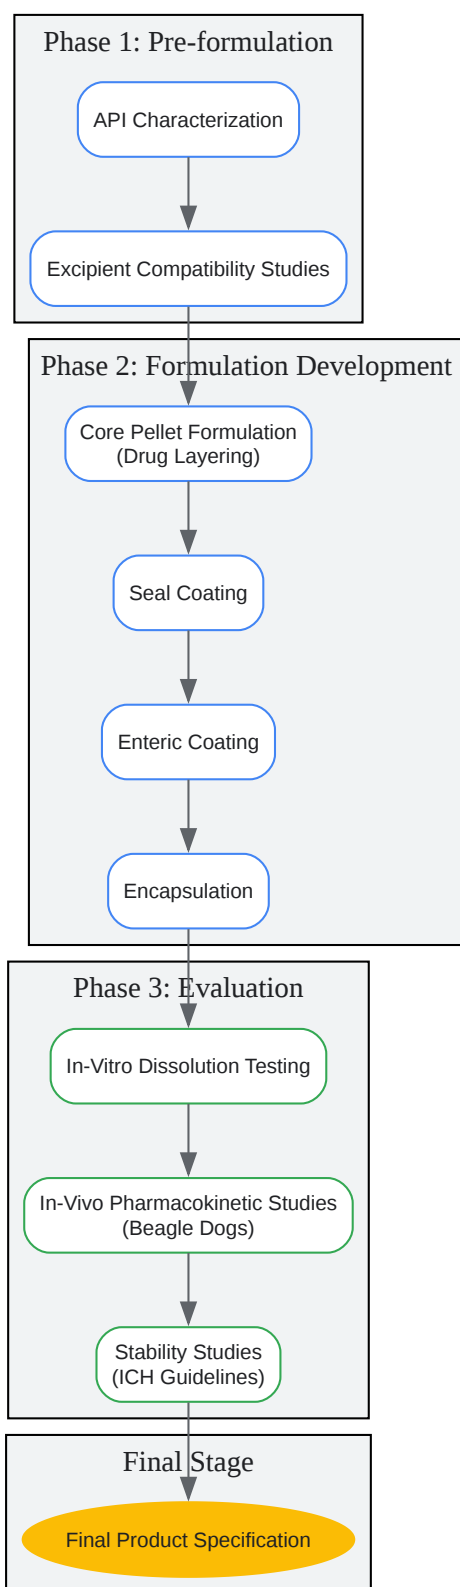 Phase 1: Pre-formulation
API Characterization
Excipient Compatibility Studies
Phase 2: Formulation Development
Core Pellet Formulation
(Drug Layering)
Seal Coating
Enteric Coating
Encapsulation
Phase 3: Evaluation
In-Vitro Dissolution Testing
In-Vivo Pharmacokinetic Studies
(Beagle Dogs)
Stability Studies
(ICH Guidelines)
Final Stage
Final Product Specification